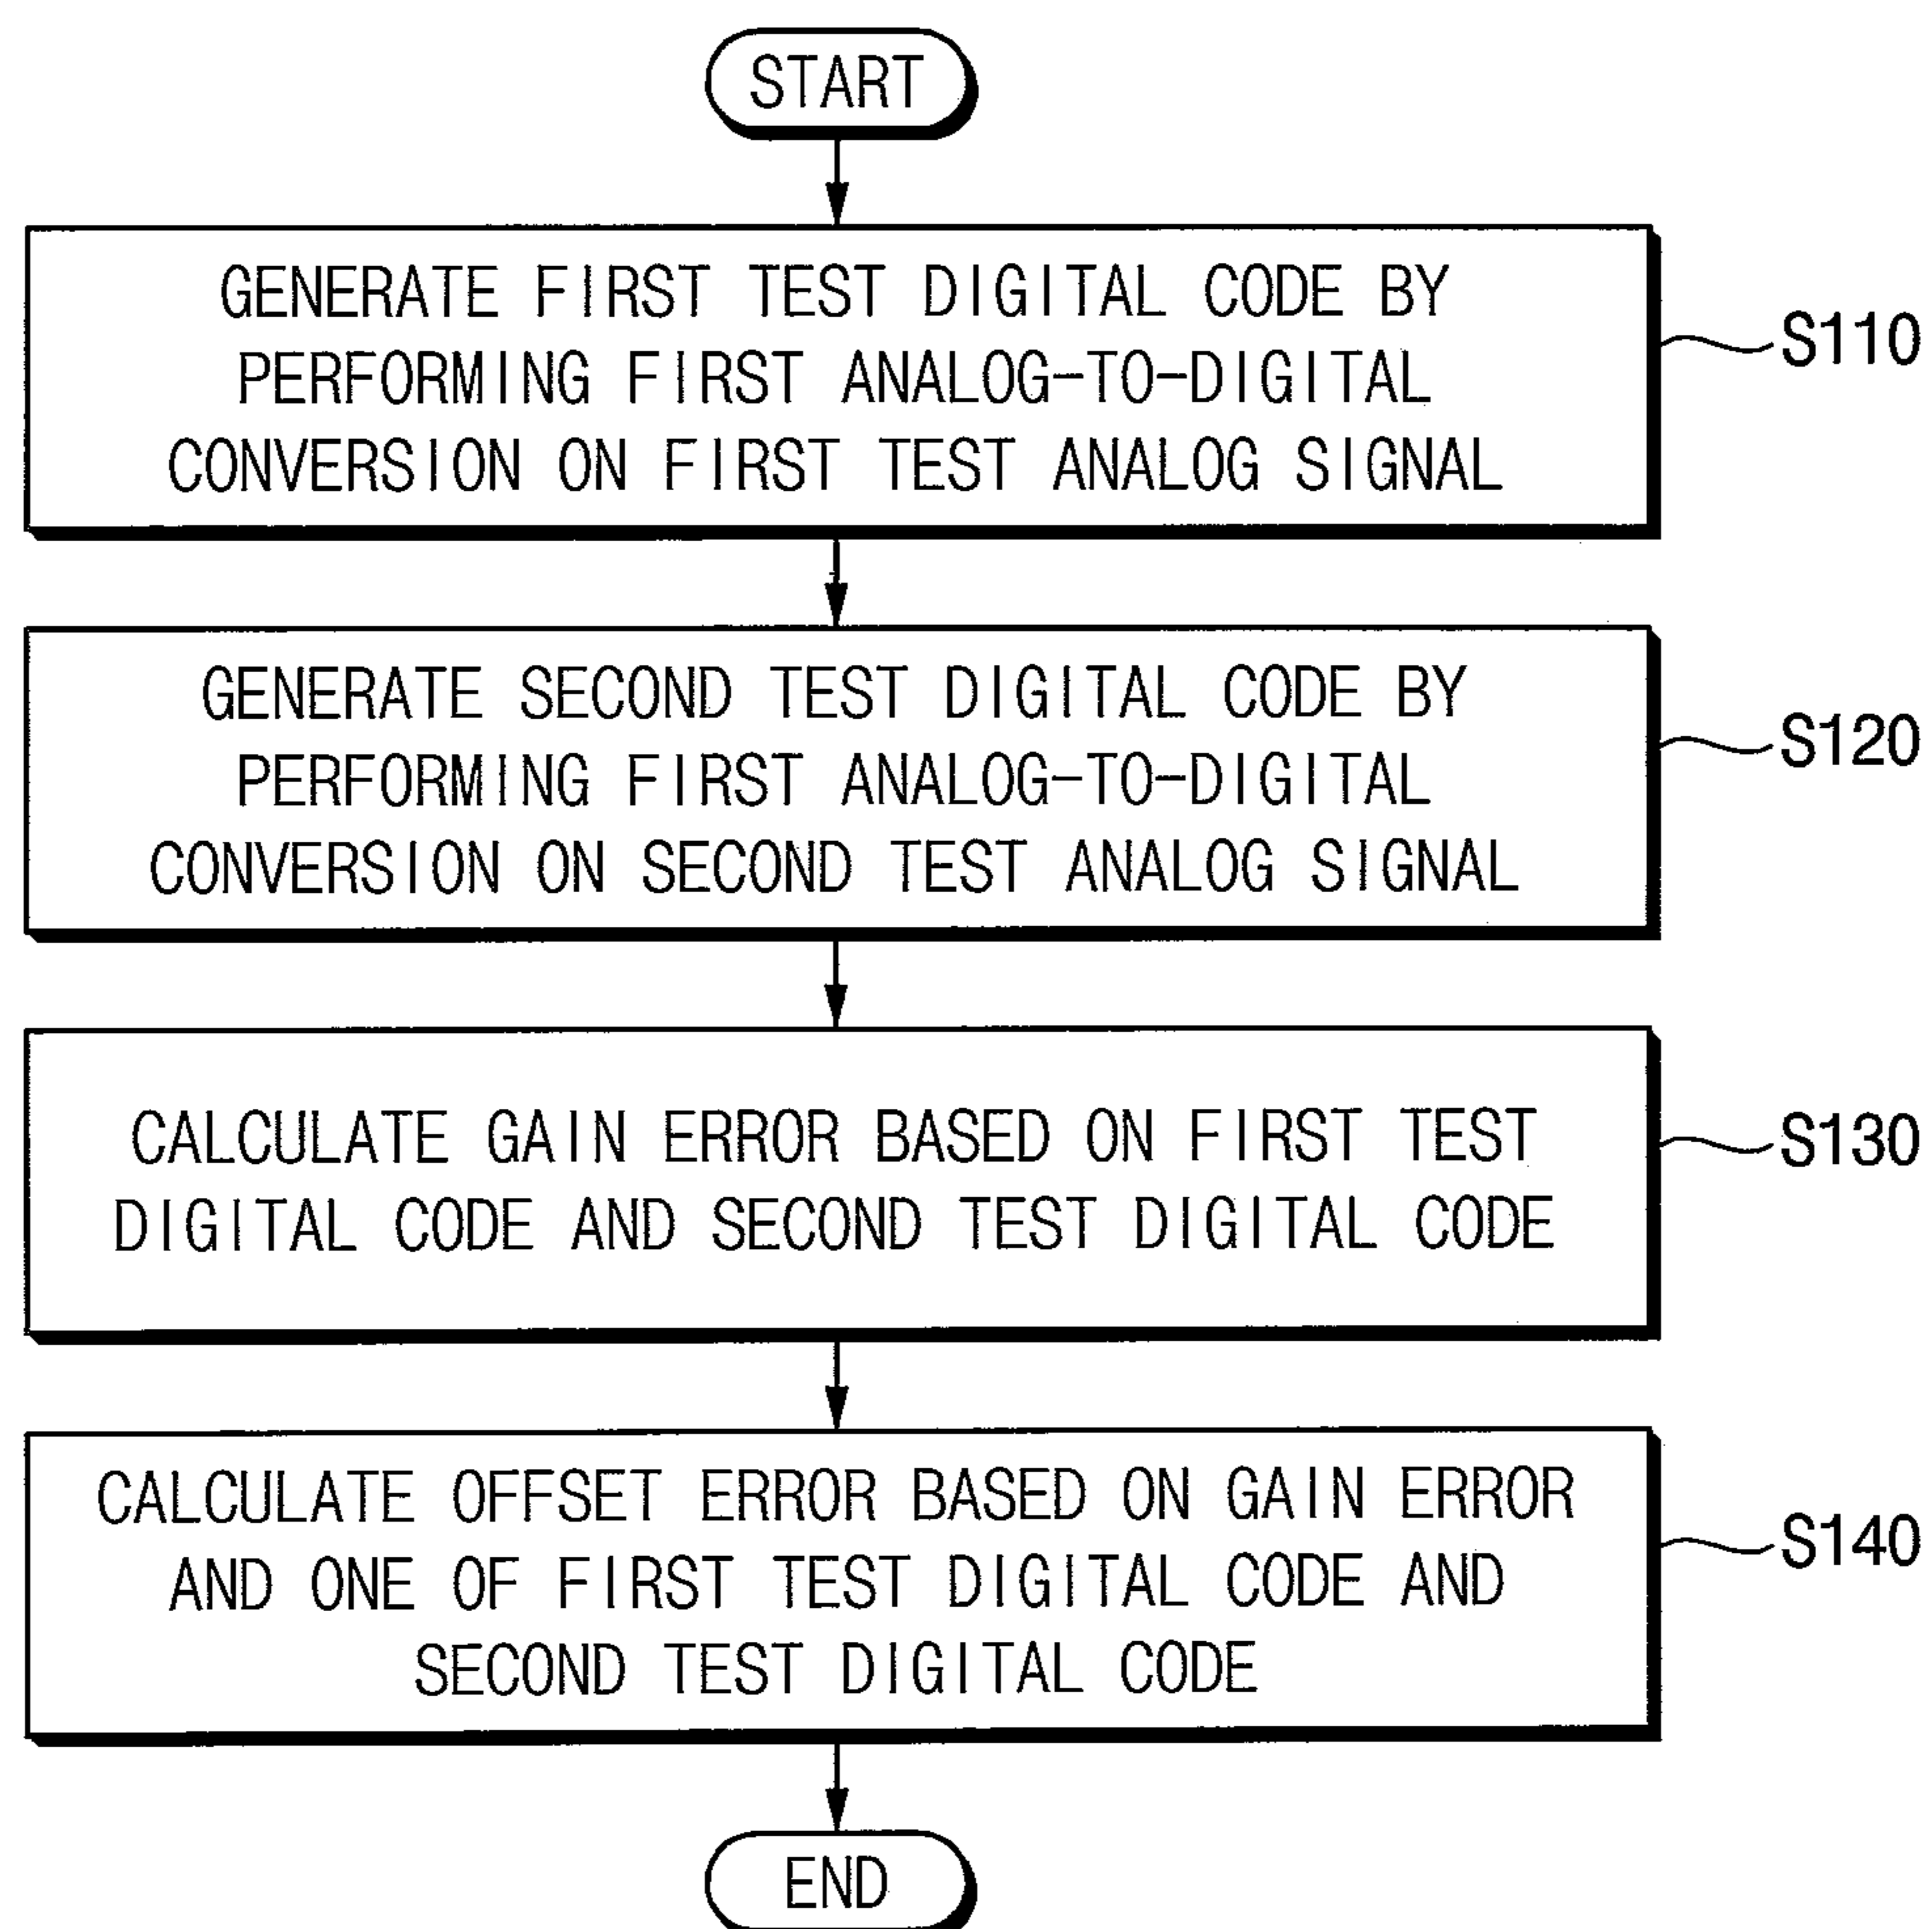 START
GENERATE FIRST TEST DIGITAL CODE BY
PERFORMING FIRST ANALOG-TO-DIGITAL
CONVERSION ON FIRST TEST ANALOG SIGNAL
S110
GENERATE SECOND TEST DIGITAL CODE BY
PERFORMING FIRST ANALOG-TO-DIGITAL
CONVERSION ON SECOND TEST ANALOG SIGNAL
S120
CALCULATE GAIN ERROR BASED ON FIRST TEST
DIGITAL CODE AND SECOND TEST DIGITAL CODE
S130
CALCULATE OFFSET ERROR BASED ON GAIN ERROR
AND ONE OF FIRST TEST DIGITAL CODE AND
SECOND TEST DIGITAL CODE
S140
END